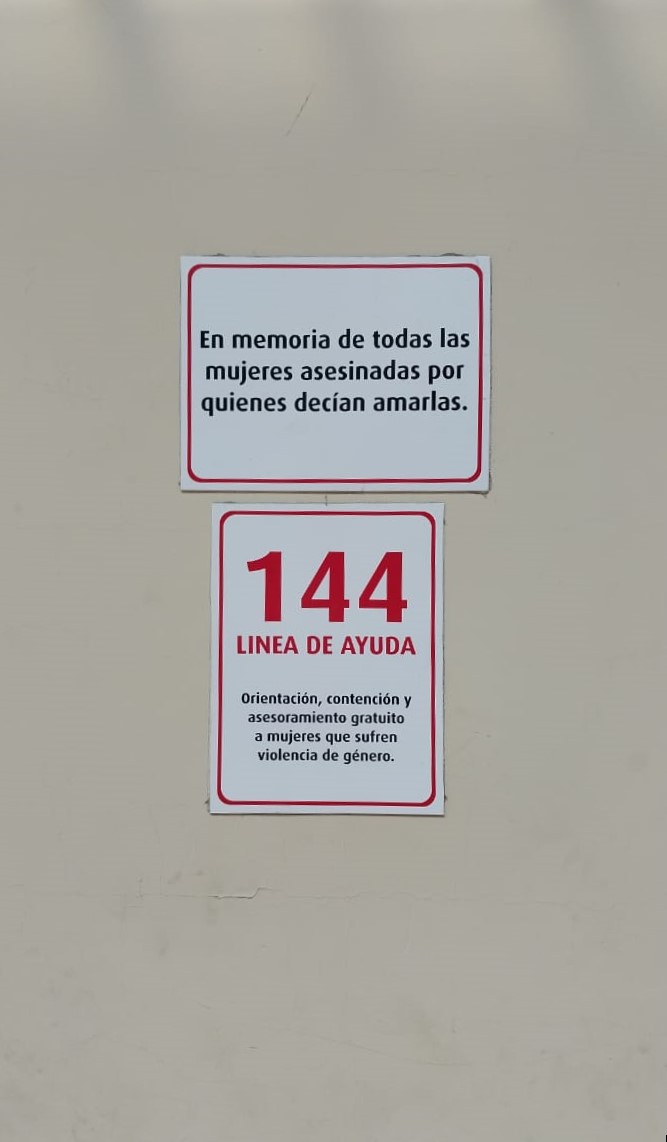 En memoria de todas las
mujeres asesinadas por
quienes decían amarlas.
144
LINEA DE AYUDA
Orientación, contención y
asesoramiento gratuito
a mujeres que sufren
violencia de género.